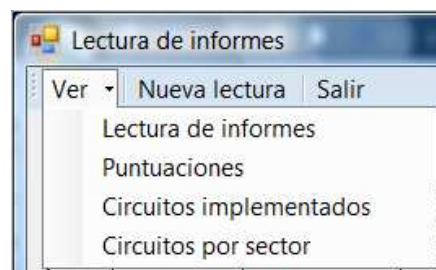 Lectura de informes
Ver Nueva lectura Salir
Lectura de informes
Puntuaciones
Circuitos implementados
Circuitos por sector